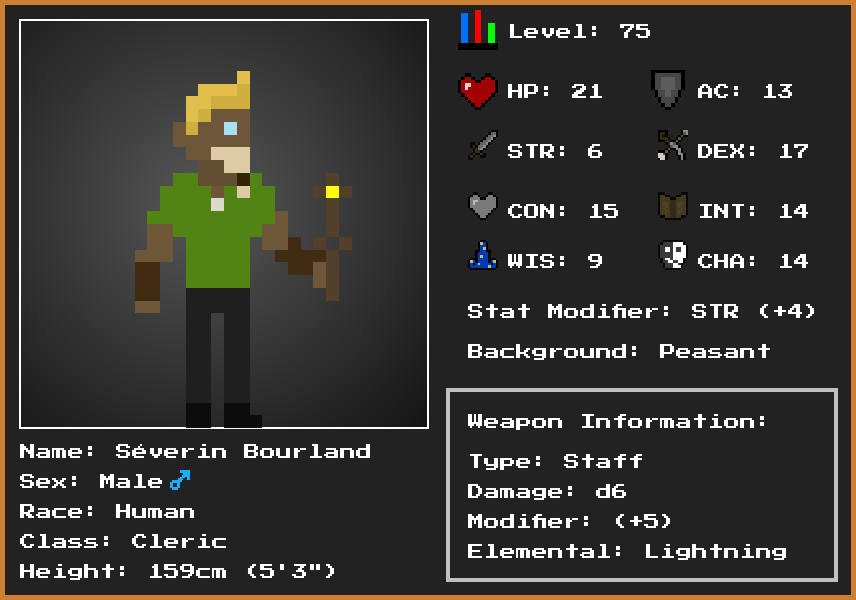 Level: 75
HP: 21
AC: 13
STR: 6
DEX: 17
CON: 15
INT: 14
WIS: 9
CHA: 14
Stat Modifier: STR (+4)
Background: Peasant
Weapon Information:
Type: Staff
Damage: d6
Modifier: (+5)
Elemental: Lightning
Name: Séverin Bourland
Sex: Male♂
Race: Human
Class: Cleric
Height: 159cm (5'3")